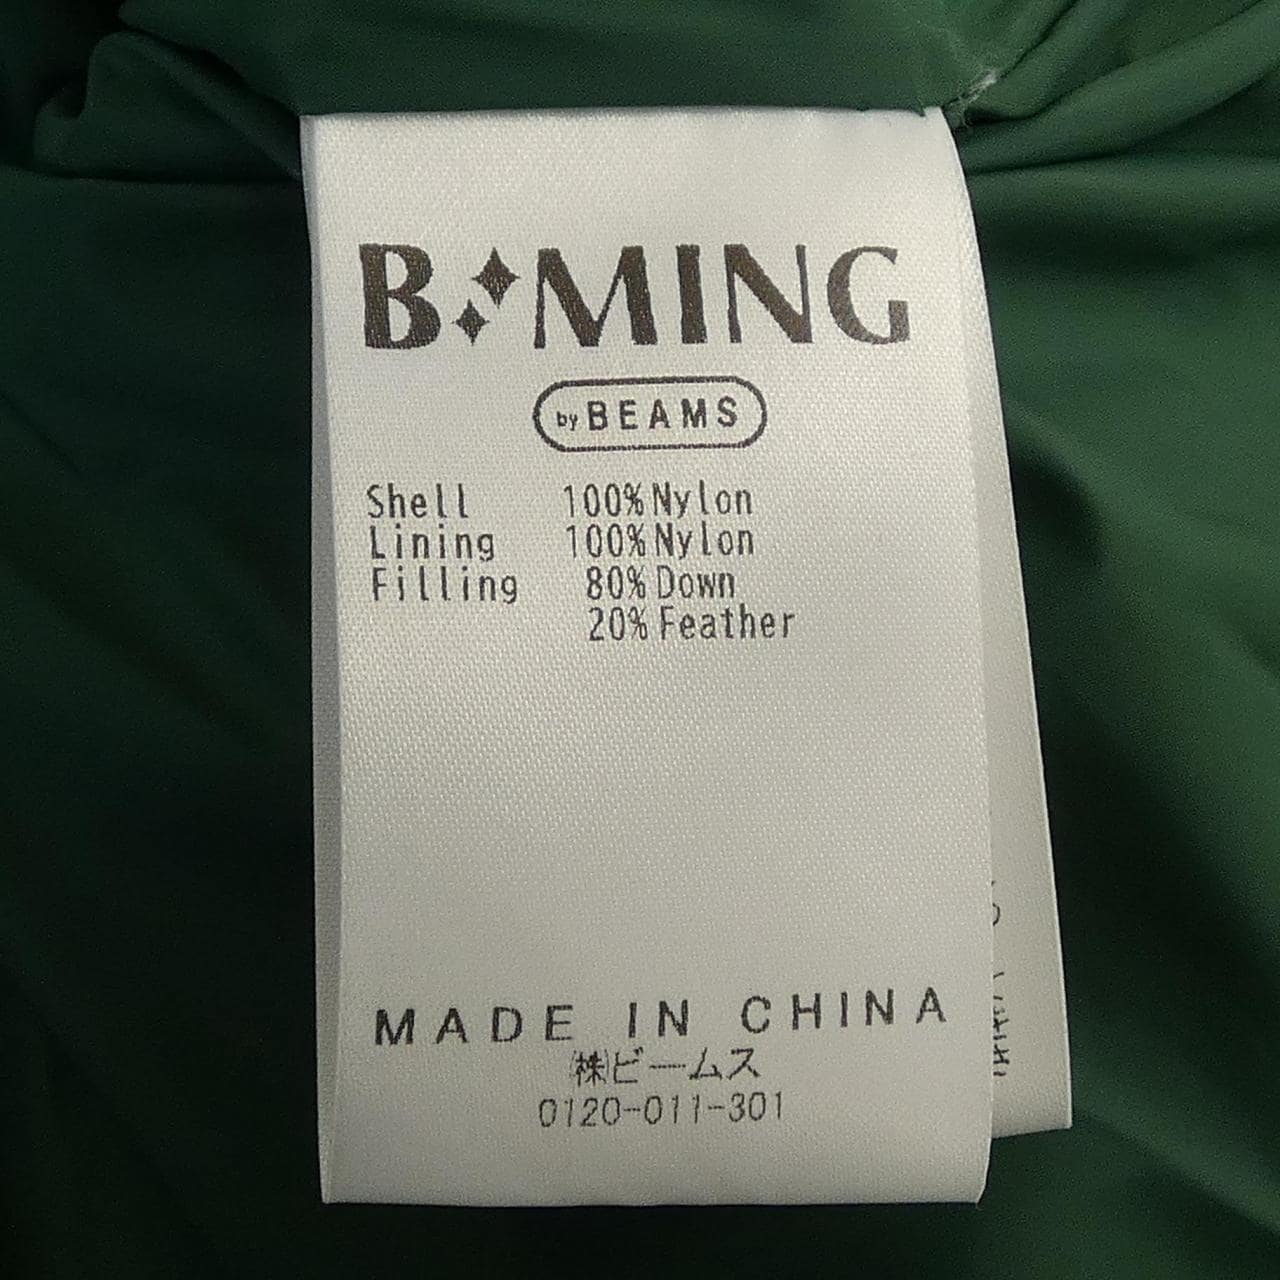 B MING
by BEAMS
Shell 100% Nylon
Lining 100% Nylon
Filling 80% Down
20% Feather
MADE IN CHINA
㈱ビームス
0120-011-301